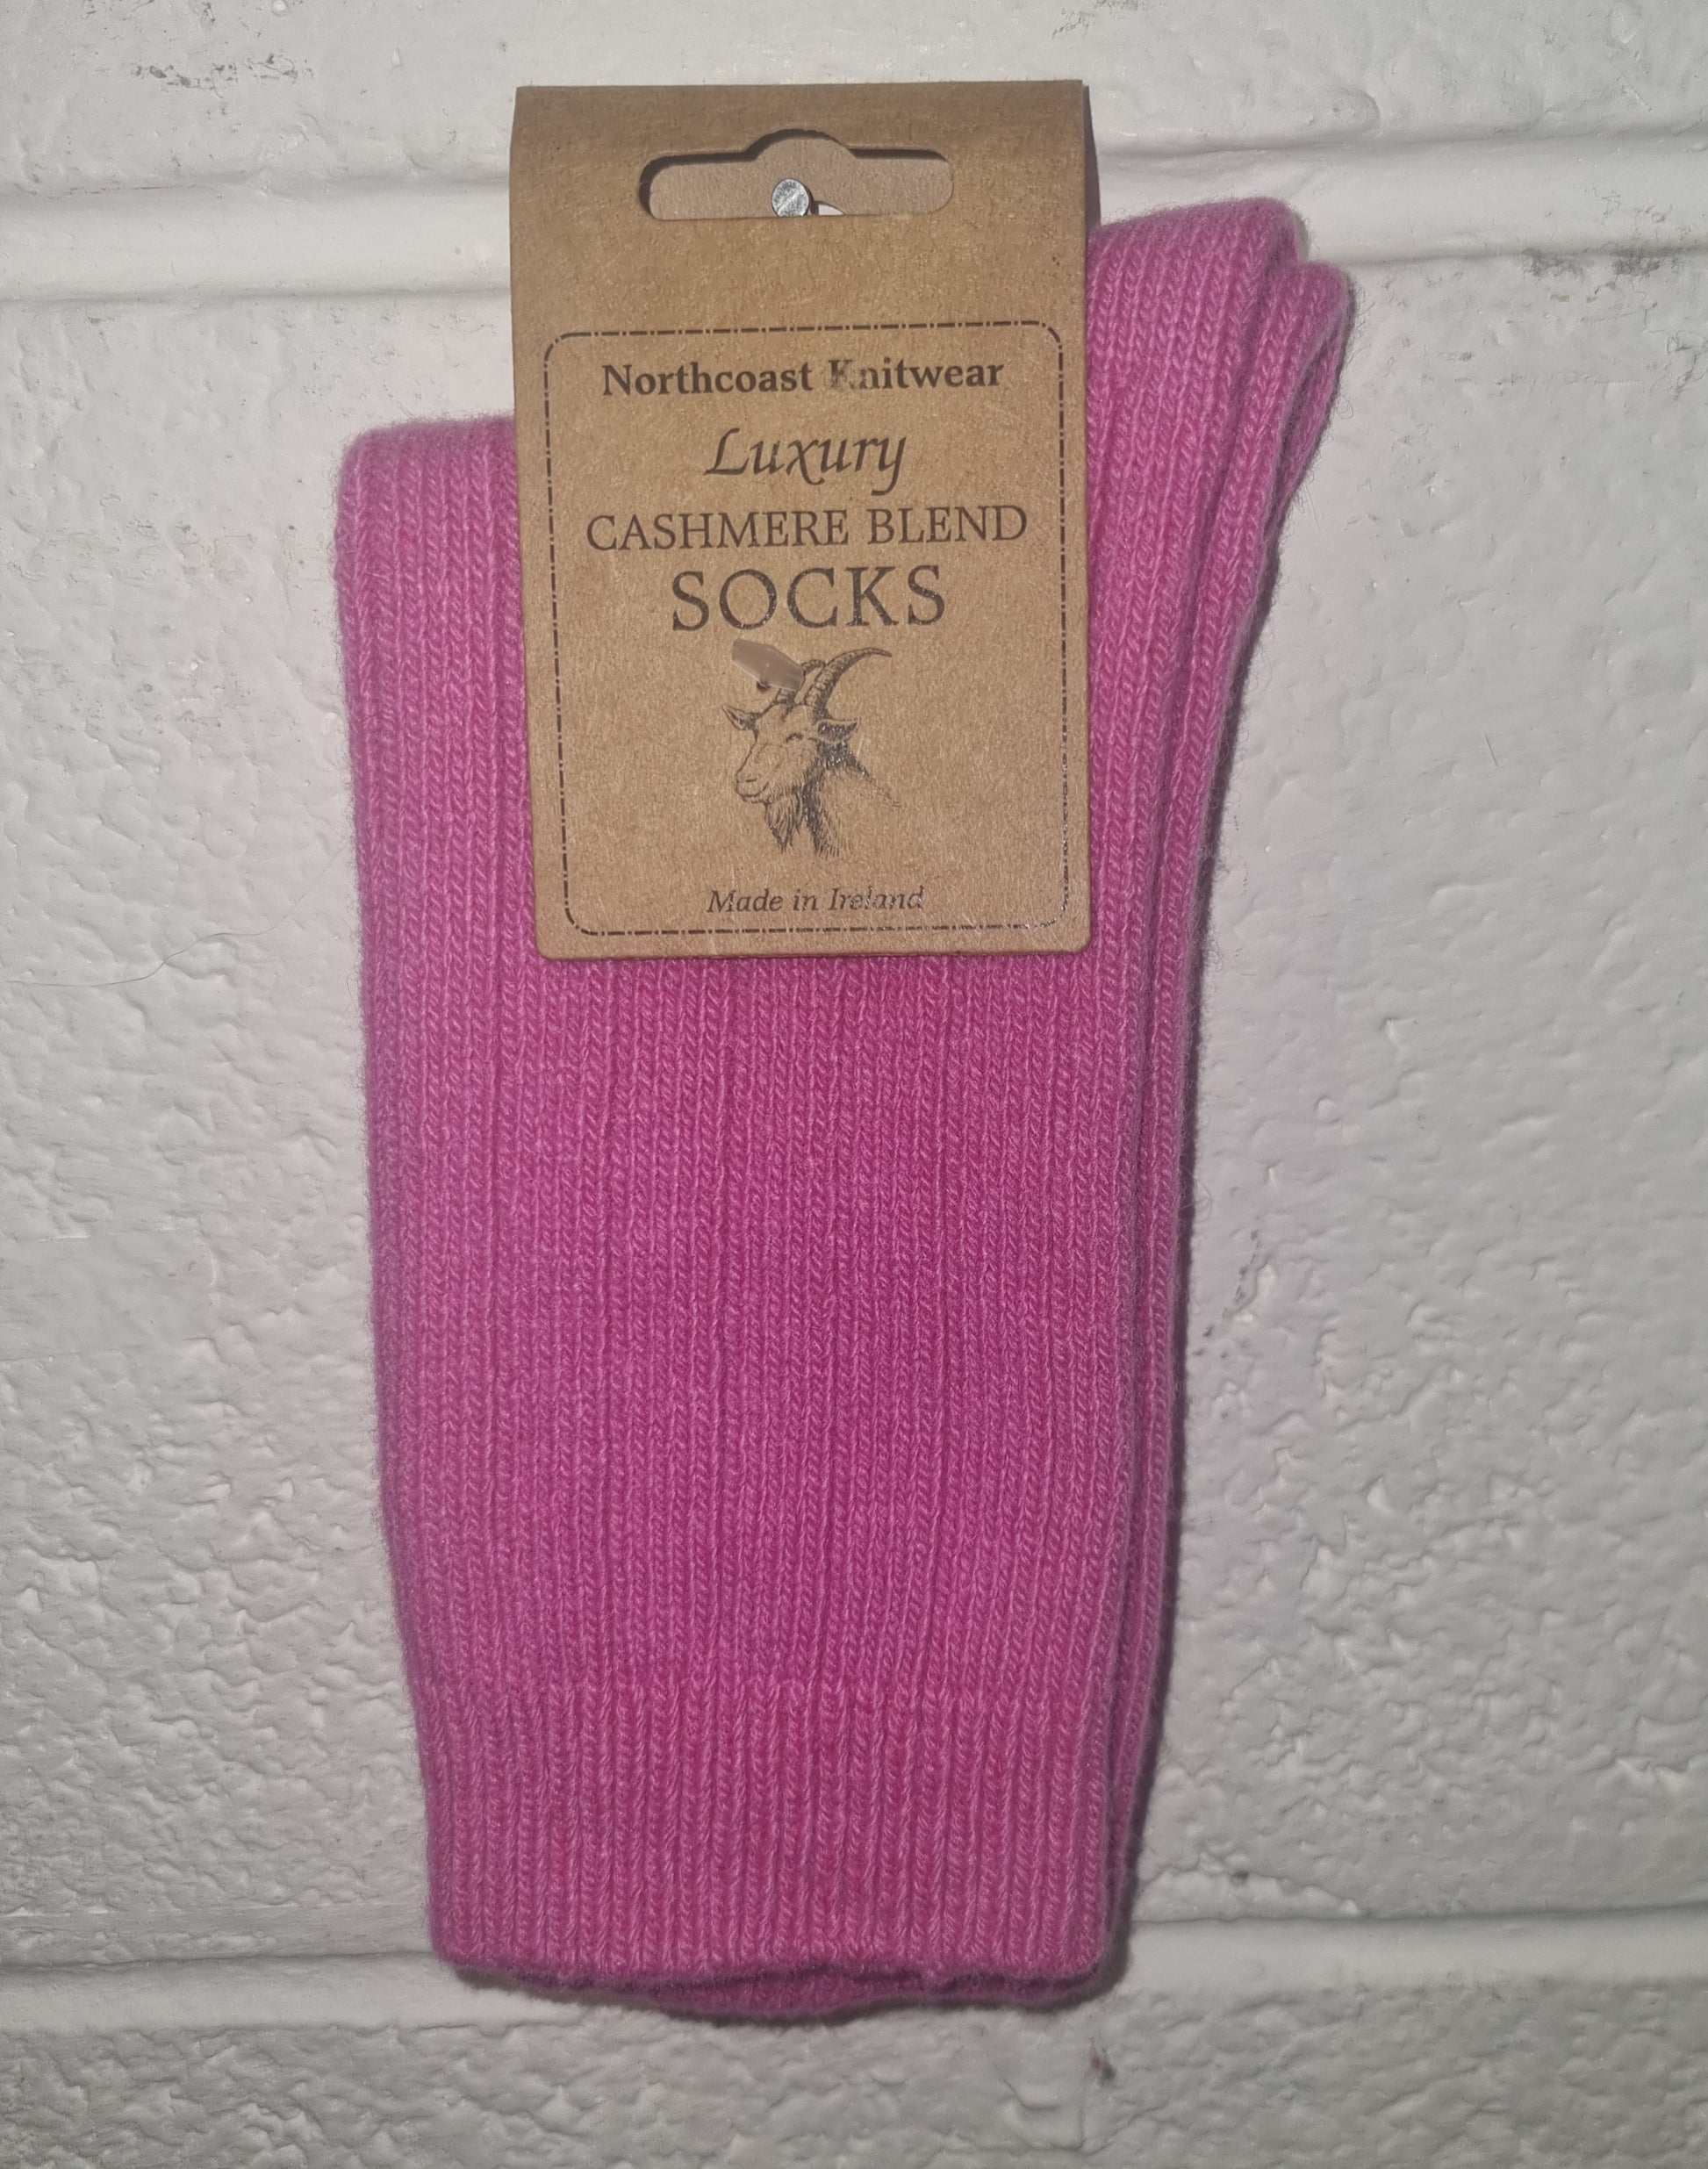 Northcoast Knitwear
Luxury
CASHMERE BLEND
SOCKS
Made in Ireland